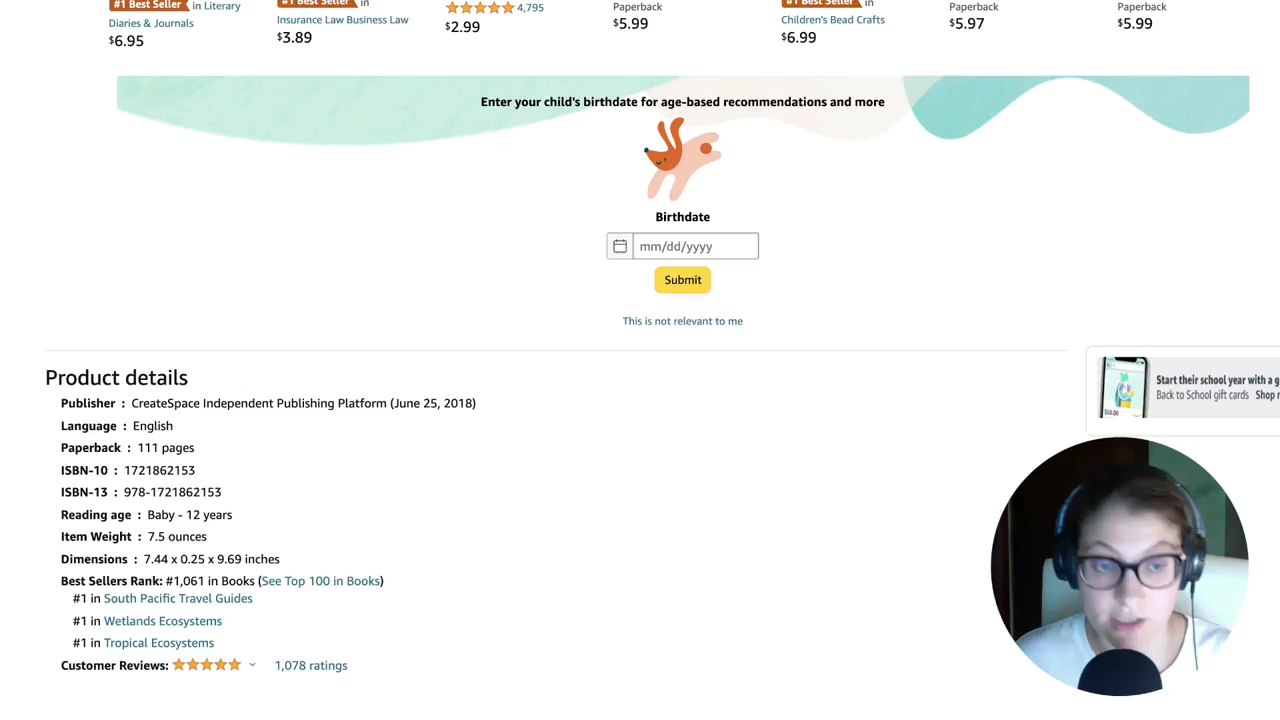 #1 Best Seller in Literary
Diaries & Journals
$6.95
#1 Best Seller in
Insurance Law Business Law
$3.89
4,795
$2.99
Paperback
$5.99
#1 Best Seller in
Children's Bead Crafts
$6.99
Paperback
$5.97
Paperback
$5.99
Enter your child's birthdate for age-based recommendations and more
Birthdate
mm/dd/yyyy
Submit
This is not relevant to me
Product details
Publisher : CreateSpace Independent Publishing Platform (June 25, 2018)
Language : English
Paperback : 111 pages
ISBN-10 : 1721862153
ISBN-13 : 978-1721862153
Reading age : Baby - 12 years
Item Weight : 7.5 ounces
Dimensions : 7.44 x 0.25 x 9.69 inches
Best Sellers Rank: #1,061 in Books (See Top 100 in Books)
#1 in South Pacific Travel Guides
#1 in Wetlands Ecosystems
#1 in Tropical Ecosystems
Customer Reviews: 1,078 ratings
Start their school year with a g
Back to School gift cards Shop
$50.00